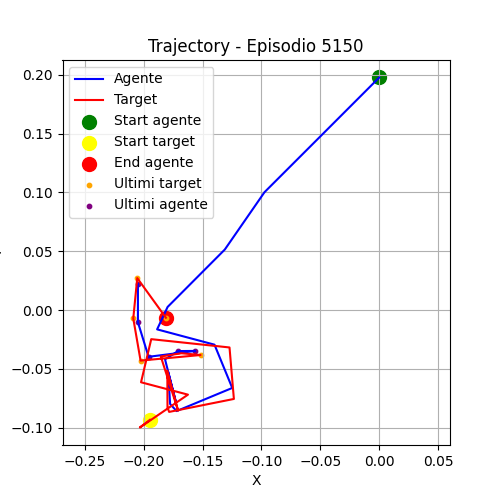 Trajectory - Episodio 5150
Agente
Target
Start agente
Start target
End agente
Ultimi target
Ultimi agente
0.20
0.15
0.10
0.05
0.00
−0.05
−0.10
−0.25
−0.20
−0.15
−0.10
−0.05
0.00
0.05
X